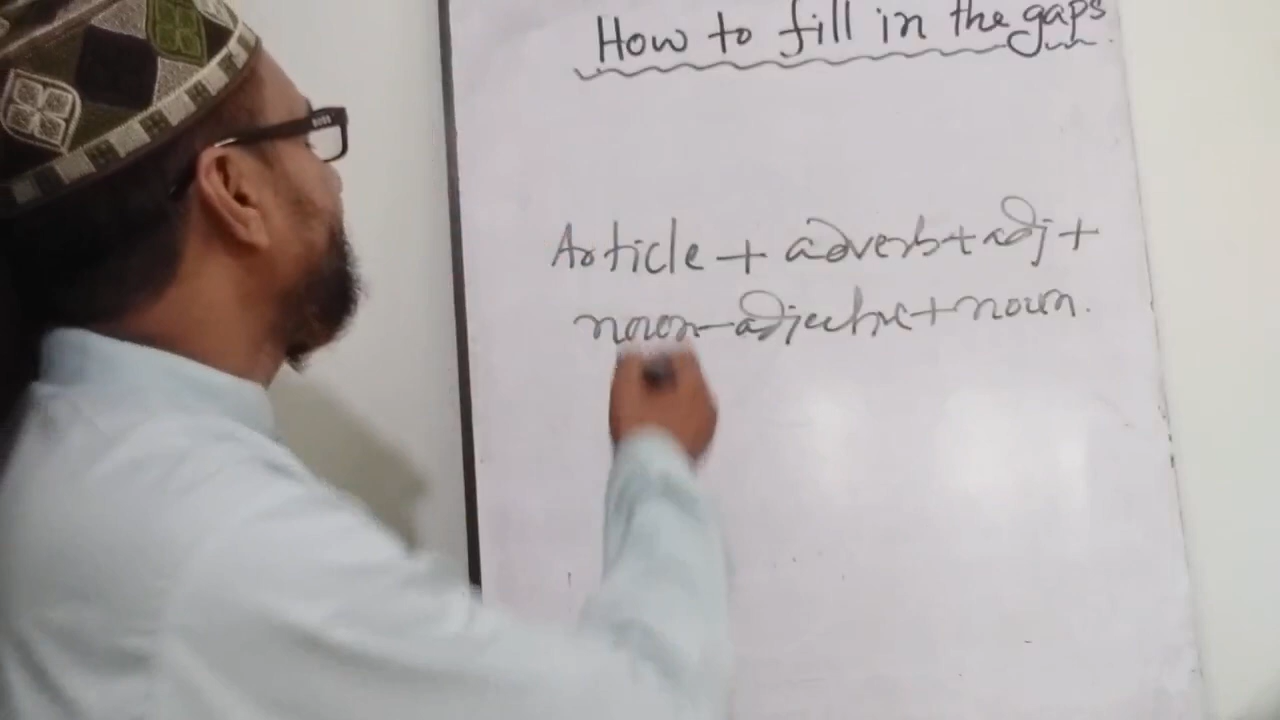 How to fill in the gaps
Article + adverb + adj +
noun-adjective + noun.